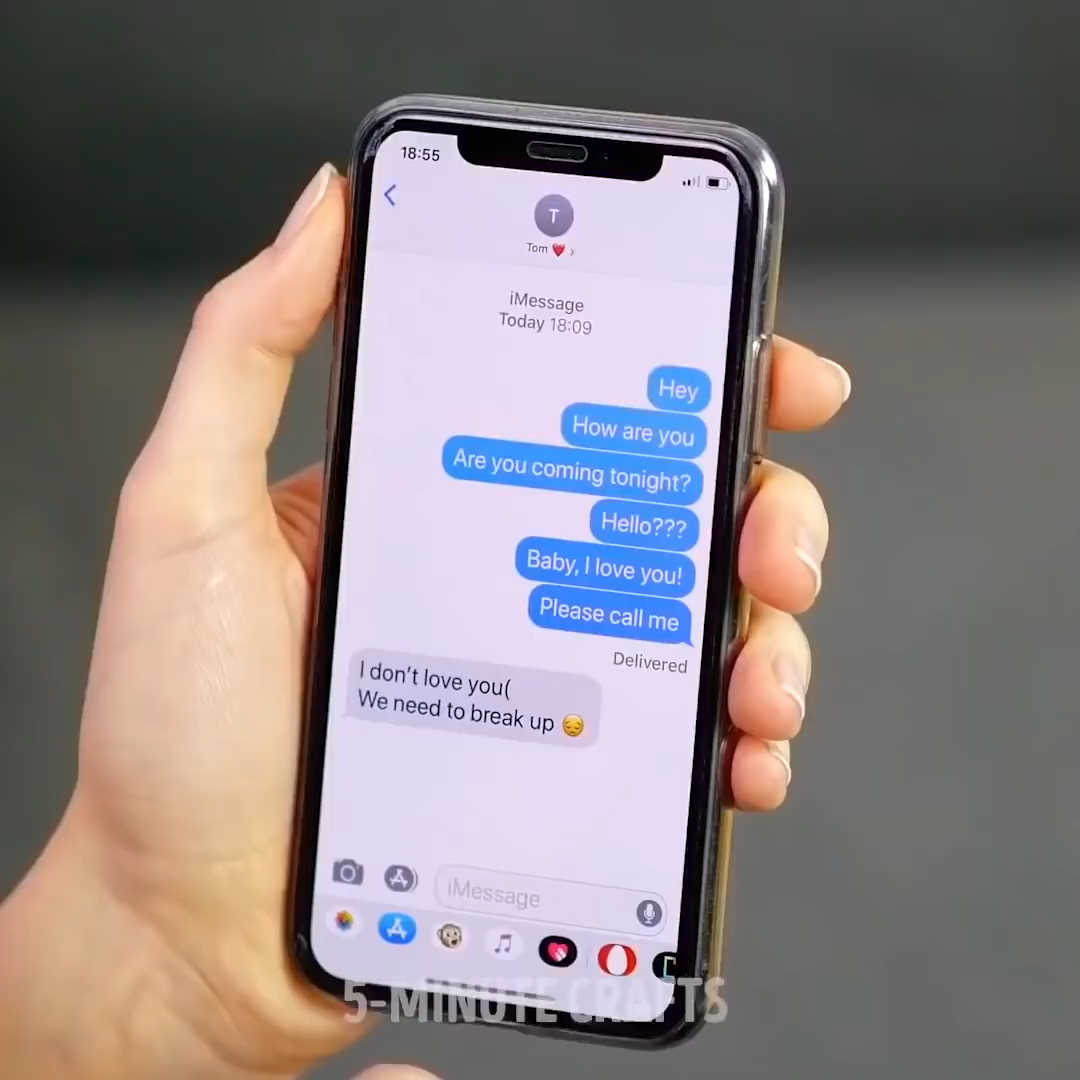 18:55
T
Tom ❤️ ›
iMessage
Today 18:09
Hey
How are you
Are you coming tonight?
Hello???
Baby, I love you!
Please call me
Delivered
I don't love you(
We need to break up 😔
iMessage
5-MINUTE CRAFTS